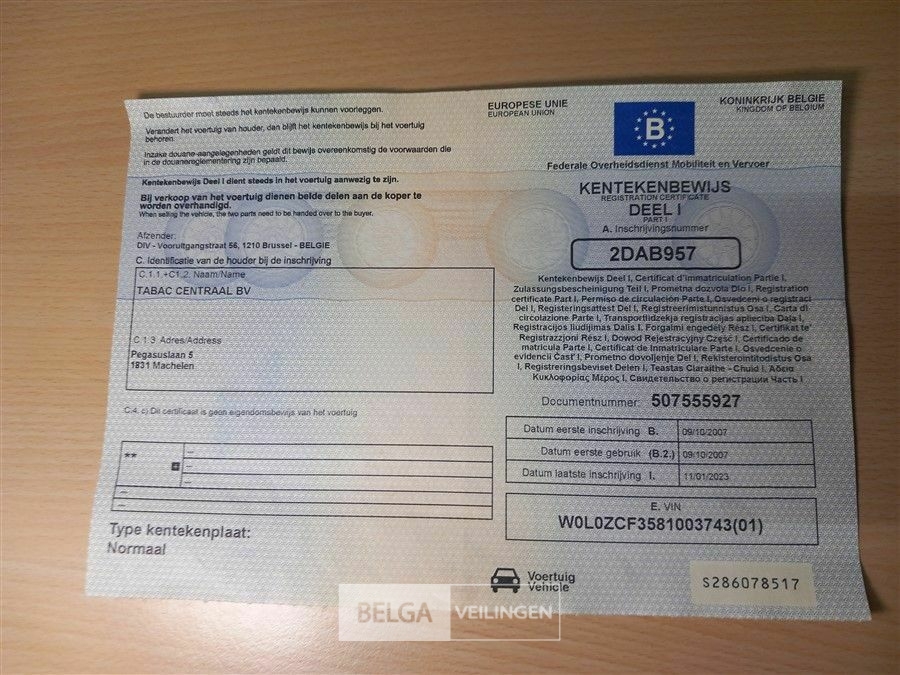 De bestuurder moet steeds het kentekenbewijs kunnen voorleggen.
Verandert het voertuig van houder, dan blijft het kentekenbewijs bij het voertuig
behoren.
Inzake douane-aangelegenheden geldt dit bewijs overeenkomstig de voorwaarden die
in de douanereglementering zijn bepaald.
Kentekenbewijs Deel I dient steeds in het voertuig aanwezig te zijn.
Bij verkoop van het voertuig dienen beide delen aan de koper te
worden overhandigd.
When selling the vehicle, the two parts need to be handed over to the buyer.
Afzender:
DIV - Vooruitgangstraat 56, 1210 Brussel - BELGIE
C. Identificatie van de houder bij de inschrijving
C.1.1.+C1.2. Naam/Name
TABAC CENTRAAL BV
C.1.3 Adres/Address
Pegasuslaan 5
1831 Machelen
C.4. c) Dit certificaat is geen eigendomsbewijs van het voertuig
**
Type kentekenplaat:
Normaal
EUROPESE UNIE
EUROPEAN UNION
B
KONINKRIJK BELGIE
KINGDOM OF BELGIUM
Federale Overheidsdienst Mobiliteit en Vervoer
KENTEKENBEWIJS
REGISTRATION CERTIFICATE
DEEL I
PART I
A. Inschrijvingsnummer
2DAB957
Kentekenbewijs Deel I, Certificat d'immatriculation Partie I,
Zulassungsbescheinigung Teil I, Prometna dozvola Dio I, Registration
certificate Part I, Permiso de circulación Parte I, Osvedceni o registraci
Del I, Registreringsattest Del I, Registreerimistunnistus Osa I, Carta di
circolazione Parte I, Transportlidzekja registracijas aplieciba Dala I,
Registracijos liudijimas Dalis I, Forgalmi engedély Rész I, Certifikat te'
Registrazzjoni Rész I, Dowod Rejestracyjny Część I, Certificado de
matricula Parte I, Certificat de Inmatriculare Parte I, Osvedcenie o
evidencii Cast' I, Prometno dovoljenje Del I, Rekisteröintitodistus Osa
I, Registreringsbeviset Delen I, Teastas Claraithe - Chuid I, Αδεια
Κυκλοφορίας Μέρος I, Свидетельство о регистрации Часть I
Documentnummer: 507555927
Datum eerste inschrijving B. 09/10/2007
Datum eerste gebruik (B.2.) 09/10/2007
Datum laatste inschrijving I. 11/01/2023
E. VIN
W0L0ZCF3581003743(01)
Voertuig
Vehicle
S286078517
BELGA VEILINGEN